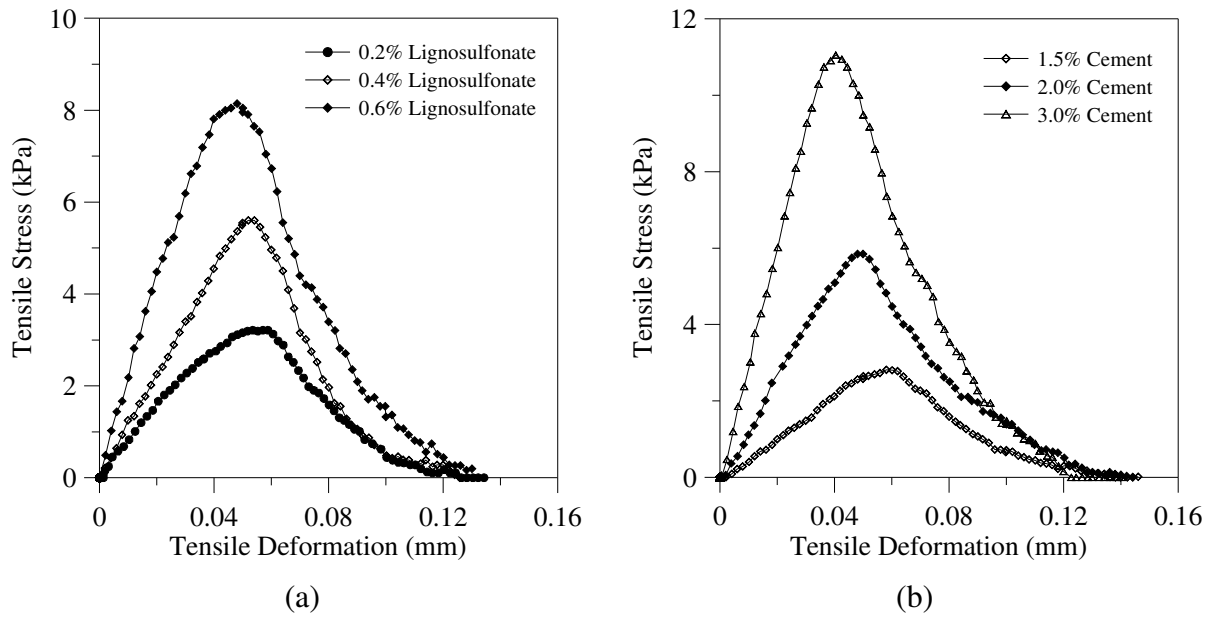 10
8
6
4
2
0
Tensile Stress (kPa)
0.2% Lignosulfonate
0.4% Lignosulfonate
0.6% Lignosulfonate
0
0.04
0.08
0.12
0.16
Tensile Deformation (mm)
(a)
12
8
4
0
Tensile Stress (kPa)
1.5% Cement
2.0% Cement
3.0% Cement
0
0.04
0.08
0.12
0.16
Tensile Deformation (mm)
(b)